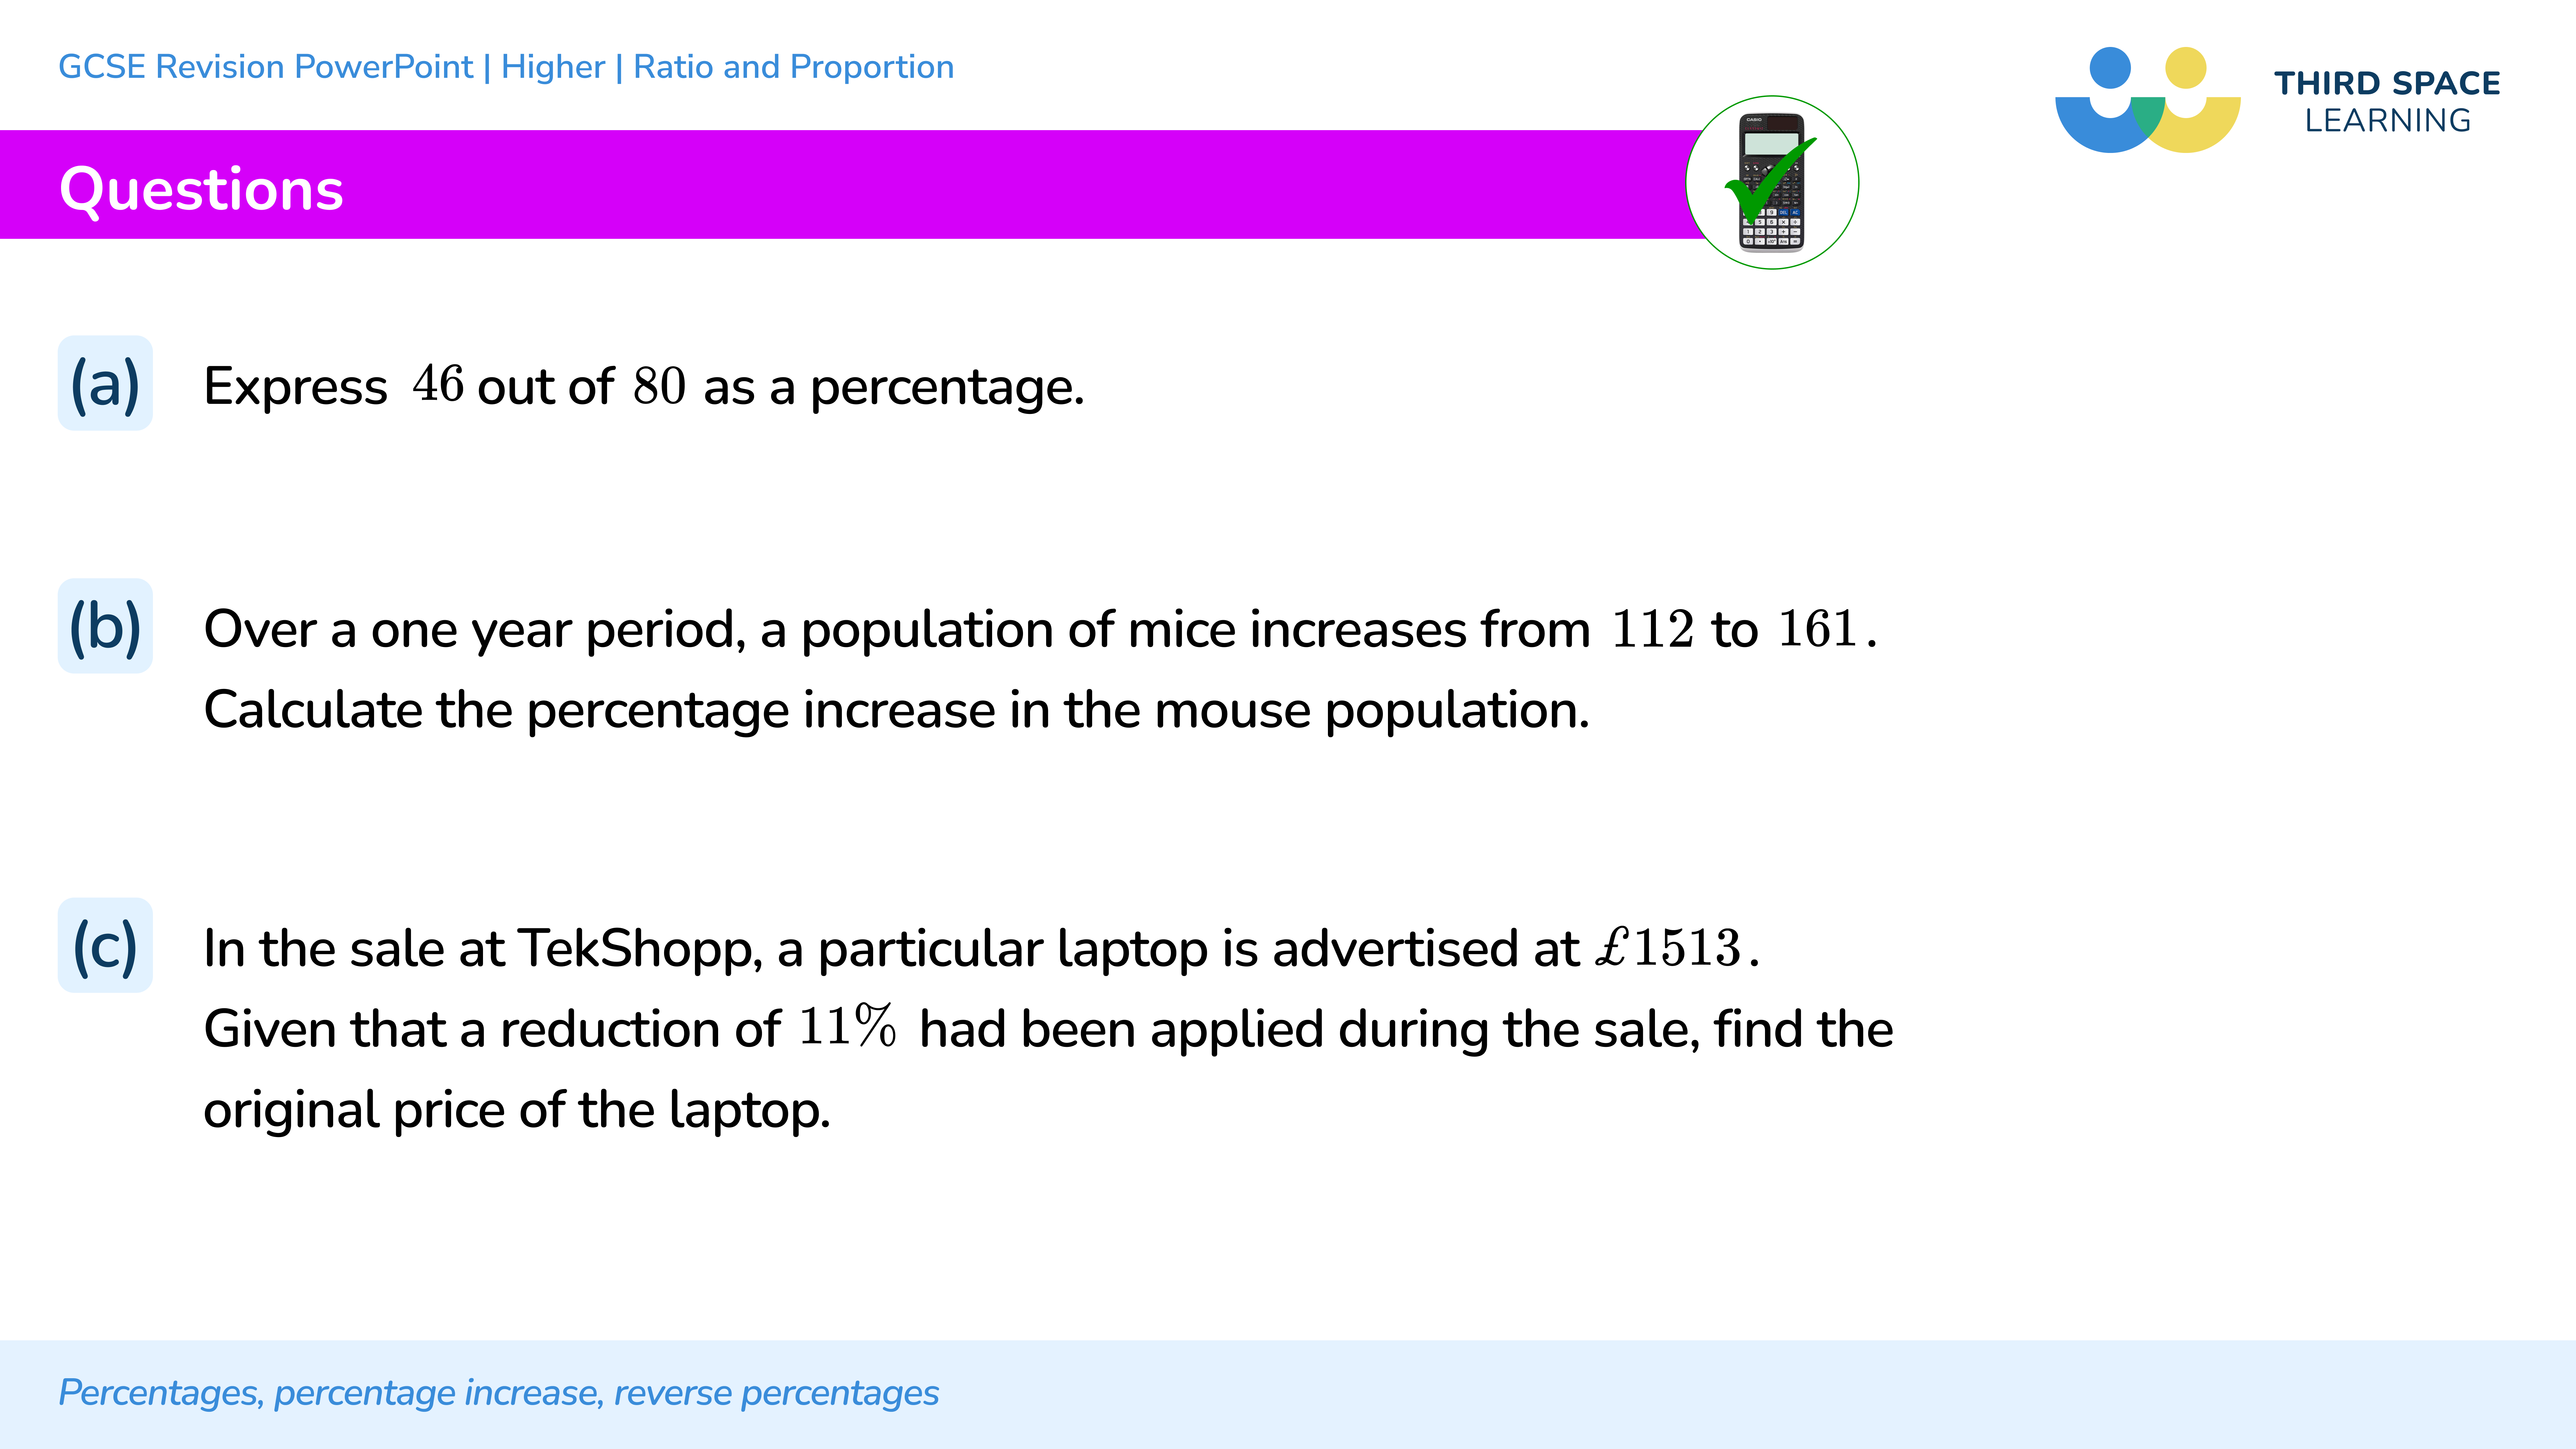 GCSE Revision PowerPoint | Higher | Ratio and Proportion
THIRD SPACE
LEARNING
Questions
(a) Express 46 out of 80 as a percentage.
(b) Over a one year period, a population of mice increases from 112 to 161.
Calculate the percentage increase in the mouse population.
(c) In the sale at TekShopp, a particular laptop is advertised at £1513.
Given that a reduction of 11% had been applied during the sale, find the
original price of the laptop.
Percentages, percentage increase, reverse percentages